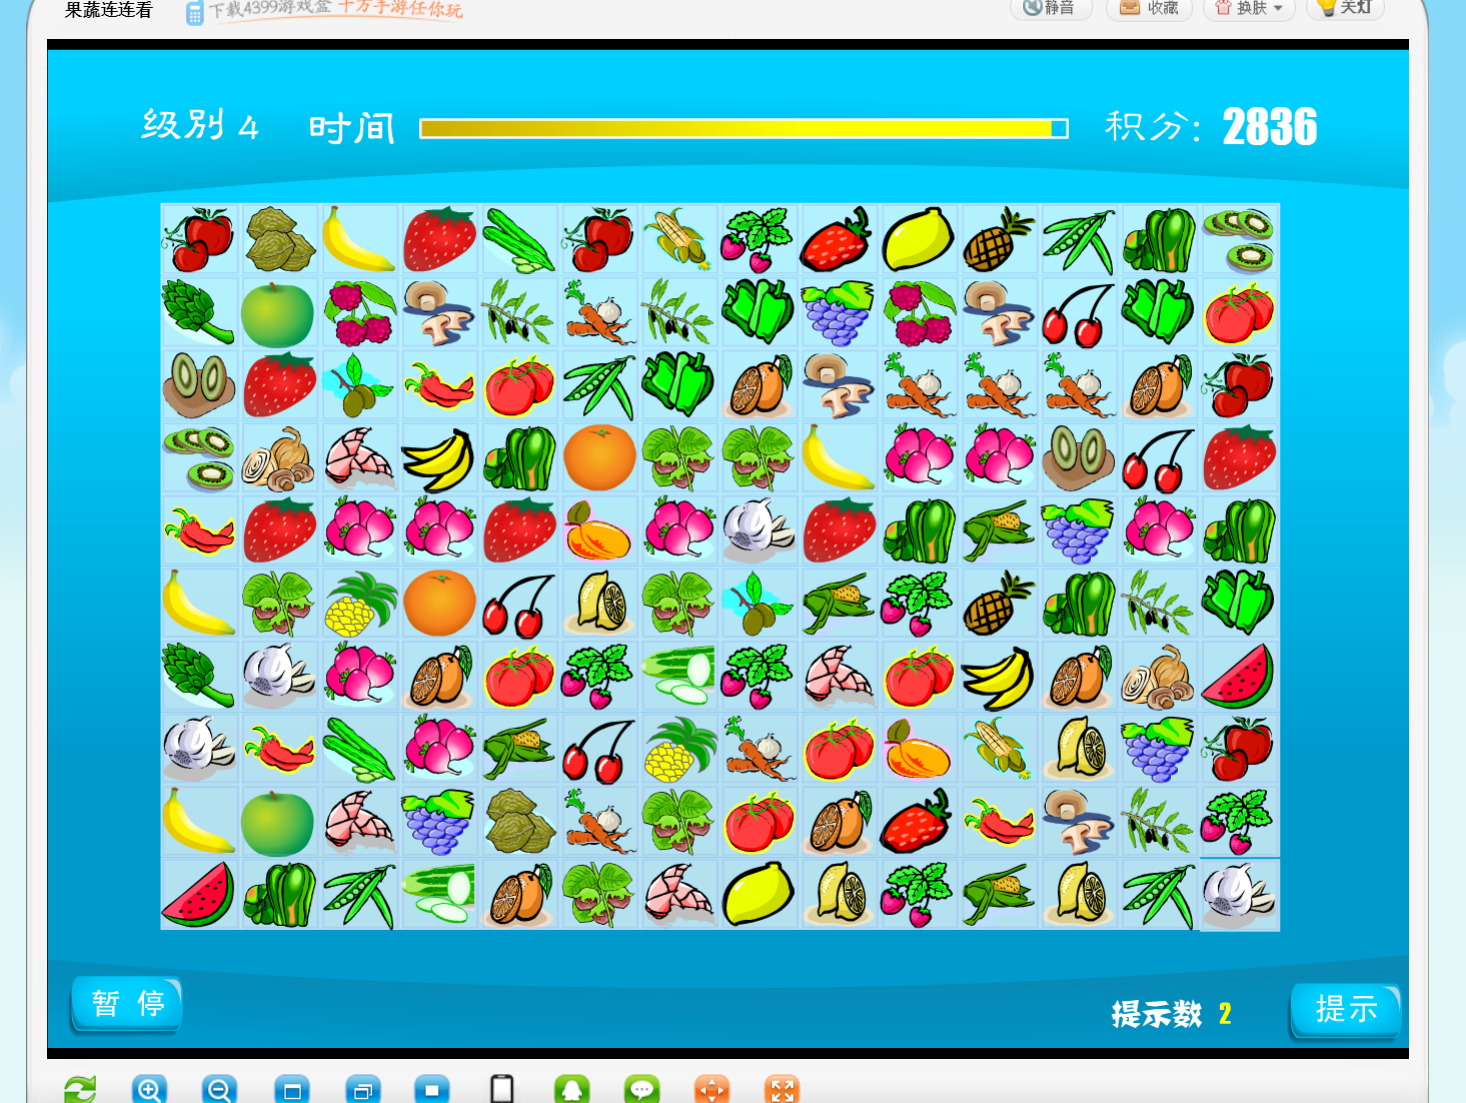 果蔬连连看
下载4399游戏盒 十万手游任你玩
静音
收藏
换肤
关灯
级别 4
时间
积分: 2836
暂 停
提示数 2
提示